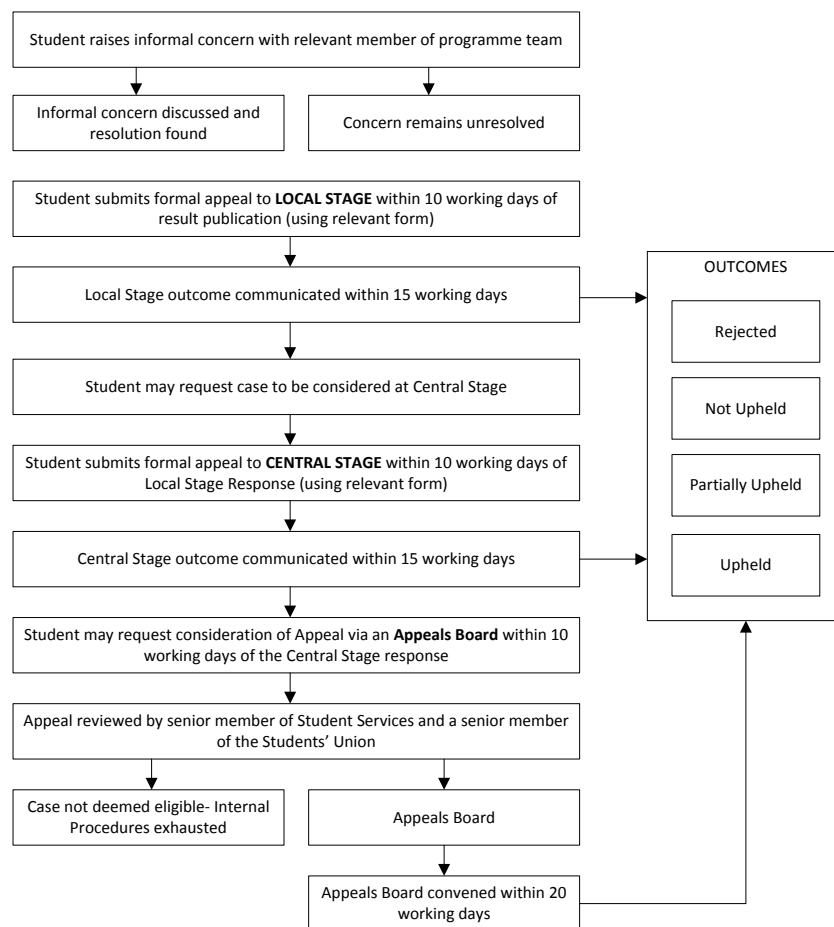 Student raises informal concern with relevant member of programme team
Informal concern discussed and
resolution found
Concern remains unresolved
Student submits formal appeal to LOCAL STAGE within 10 working days of
result publication (using relevant form)
Local Stage outcome communicated within 15 working days
Student may request case to be considered at Central Stage
Student submits formal appeal to CENTRAL STAGE within 10 working days of
Local Stage Response (using relevant form)
Central Stage outcome communicated within 15 working days
Student may request consideration of Appeal via an Appeals Board within 10
working days of the Central Stage response
Appeal reviewed by senior member of Student Services and a senior member
of the Students’ Union
Case not deemed eligible- Internal
Procedures exhausted
Appeals Board
Appeals Board convened within 20
working days
OUTCOMES
Rejected
Not Upheld
Partially Upheld
Upheld